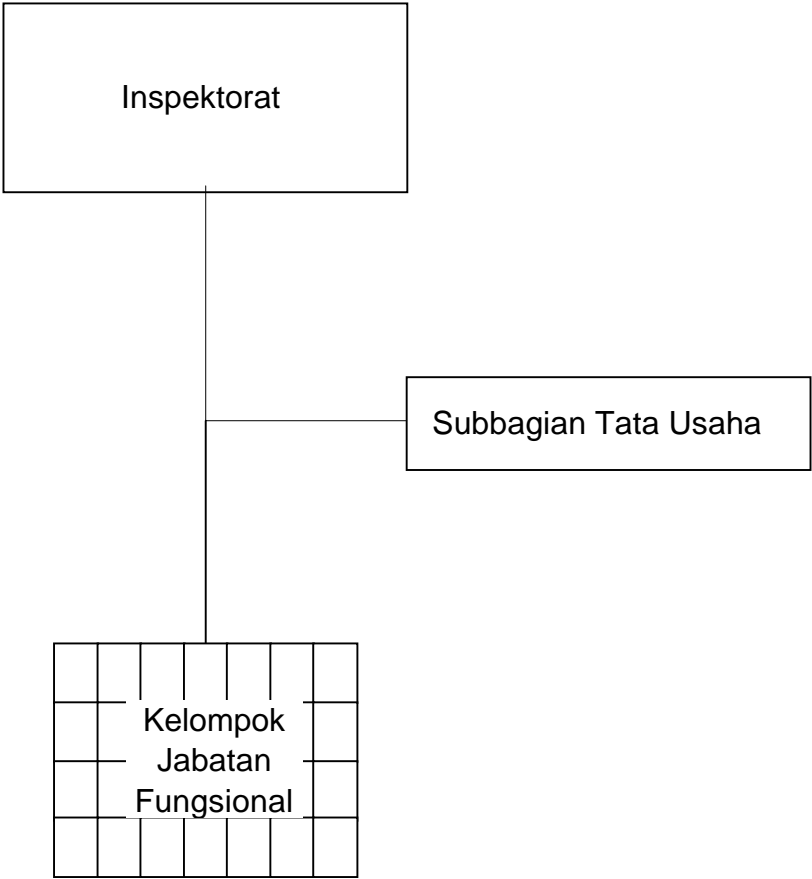 Inspektorat
Subbagian Tata Usaha
Kelompok
Jabatan
Fungsional